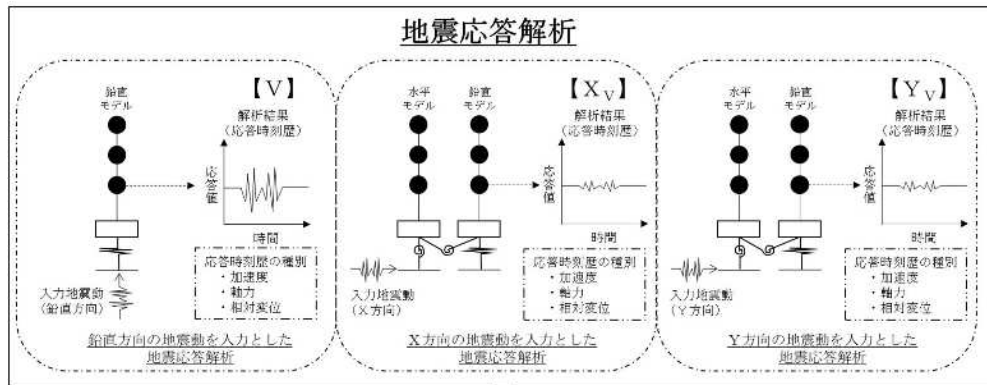 地震応答解析
【V】
鉛直
モデル
解析結果
(応答時刻歴)
応答値
時間
応答時刻歴の種別
・加速度
・軸力
・相対変位
入力地震動
(鉛直方向)
鉛直方向の地震動を入力とした
地震応答解析
【XV】
水平
モデル
鉛直
モデル
解析結果
(応答時刻歴)
応答値
時間
応答時刻歴の種別
・加速度
・軸力
・相対変位
入力地震動
(X方向)
X方向の地震動を入力とした
地震応答解析
【YV】
水平
モデル
鉛直
モデル
解析結果
(応答時刻歴)
応答値
時間
応答時刻歴の種別
・加速度
・軸力
・相対変位
入力地震動
(Y方向)
Y方向の地震動を入力とした
地震応答解析